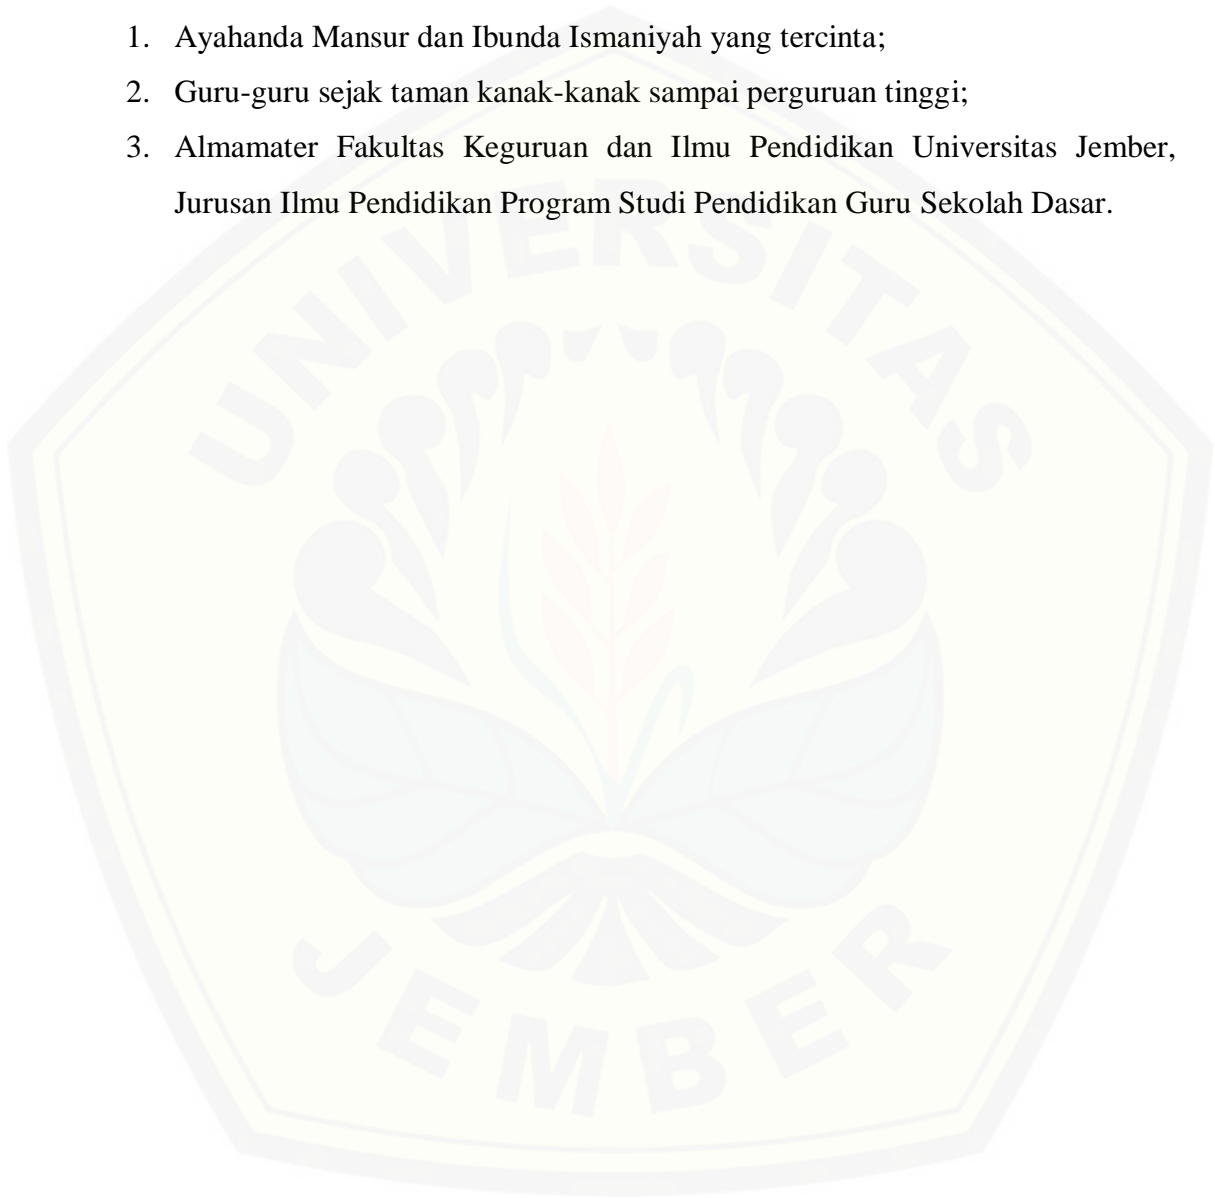 1. Ayahanda Mansur dan Ibunda Ismaniyah yang tercinta;
2. Guru-guru sejak taman kanak-kanak sampai perguruan tinggi;
3. Almamater Fakultas Keguruan dan Ilmu Pendidikan Universitas Jember,
Jurusan Ilmu Pendidikan Program Studi Pendidikan Guru Sekolah Dasar.
UNIVERSITAS
JEMBER